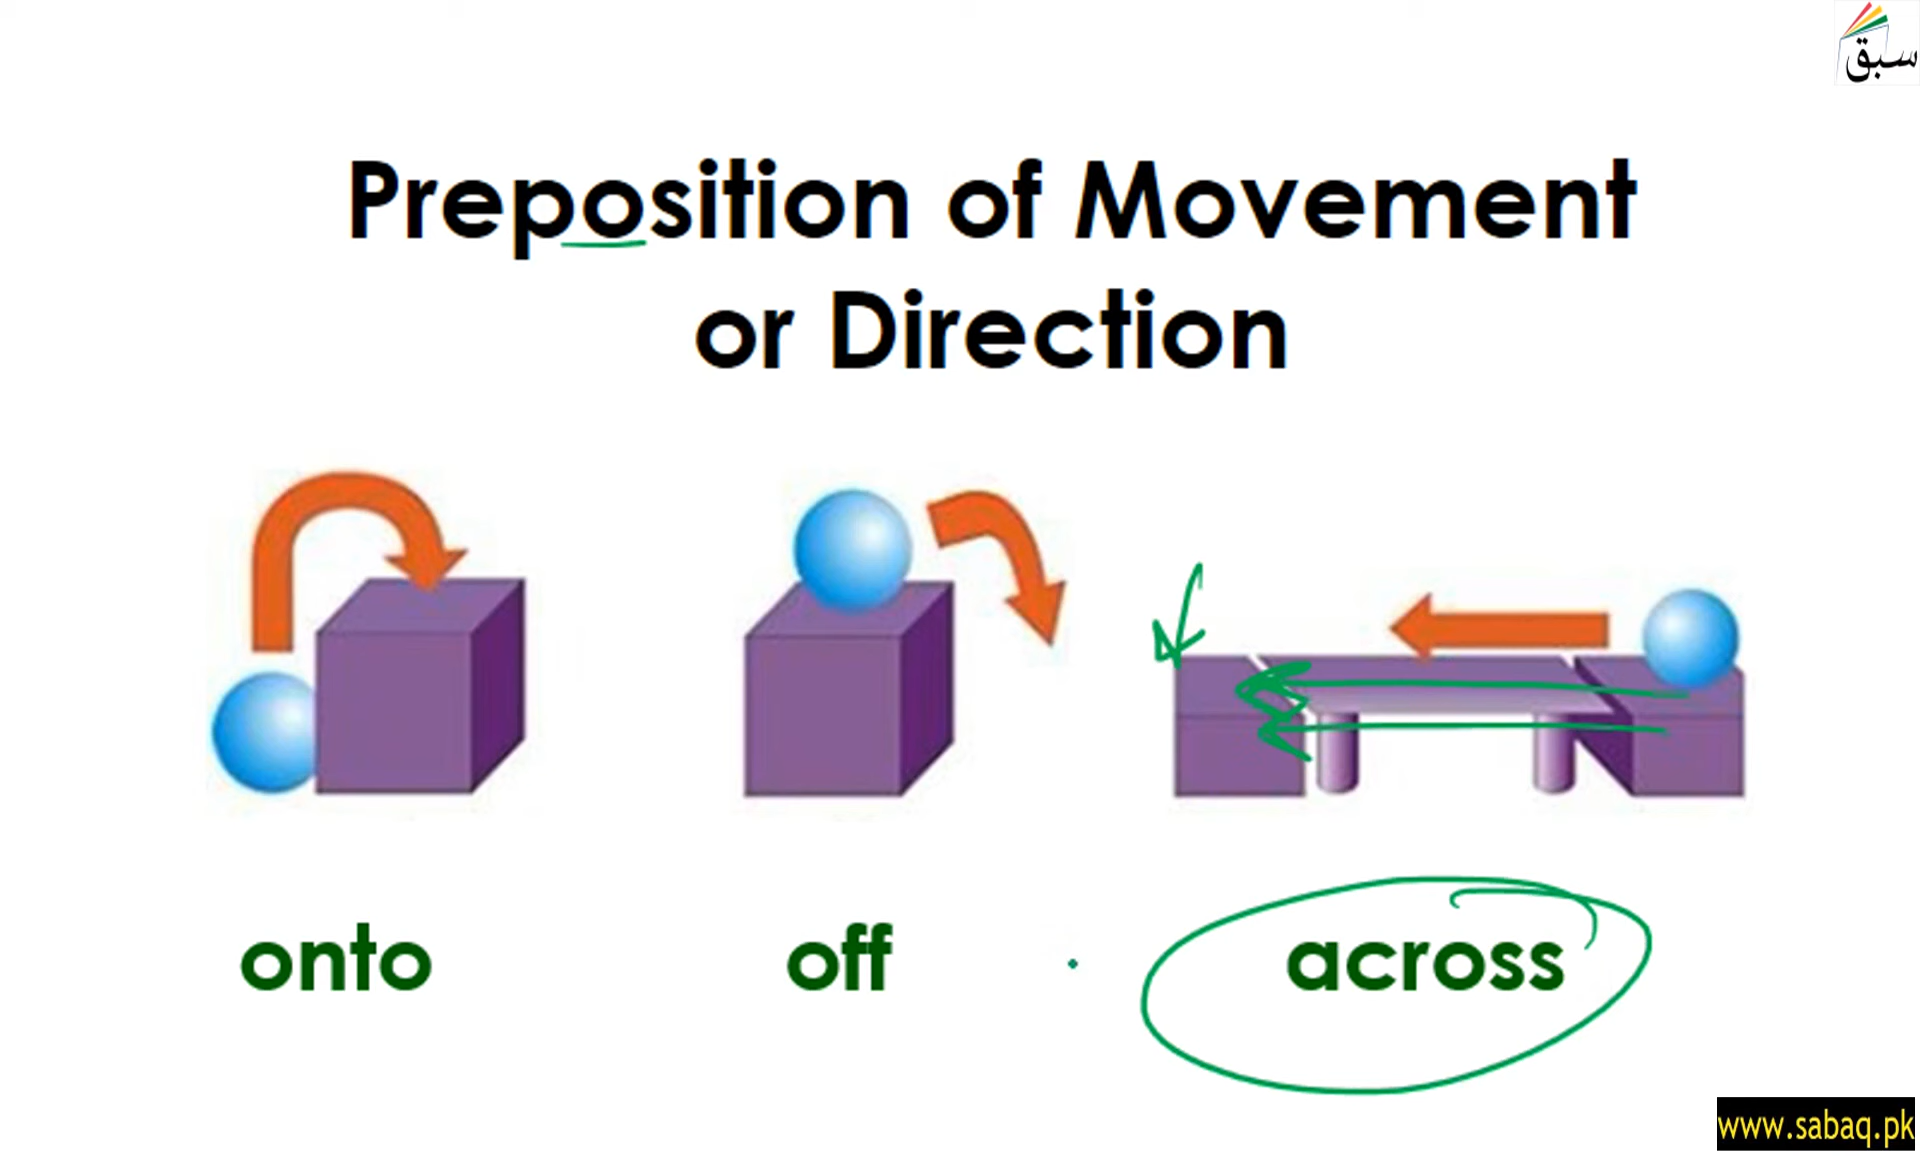 سبق
Preposition of Movement
or Direction
onto off across
www.sabaq.pk